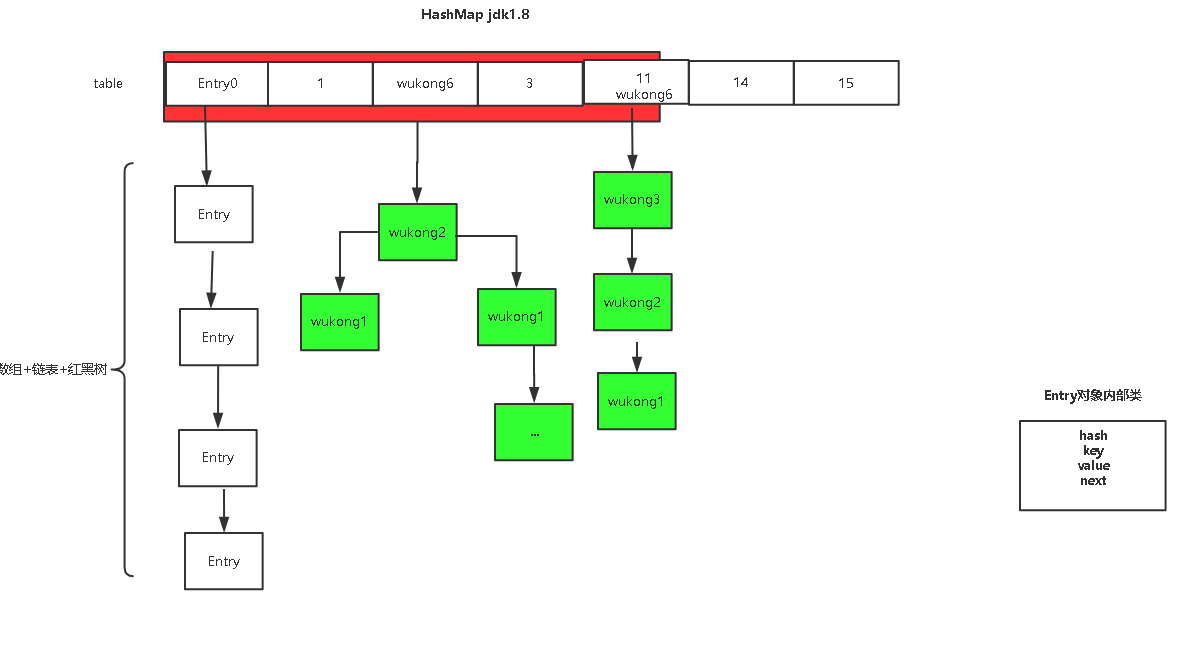 HashMap jdk1.8
table
Entry0
1
wukong6
3
11
wukong6
14
15
Entry
wukong2
wukong3
wukong1
wukong1
wukong2
Entry
数组+链表+红黑树
wukong1
...
Entry
Entry
Entry对象内部类
hash
key
value
next